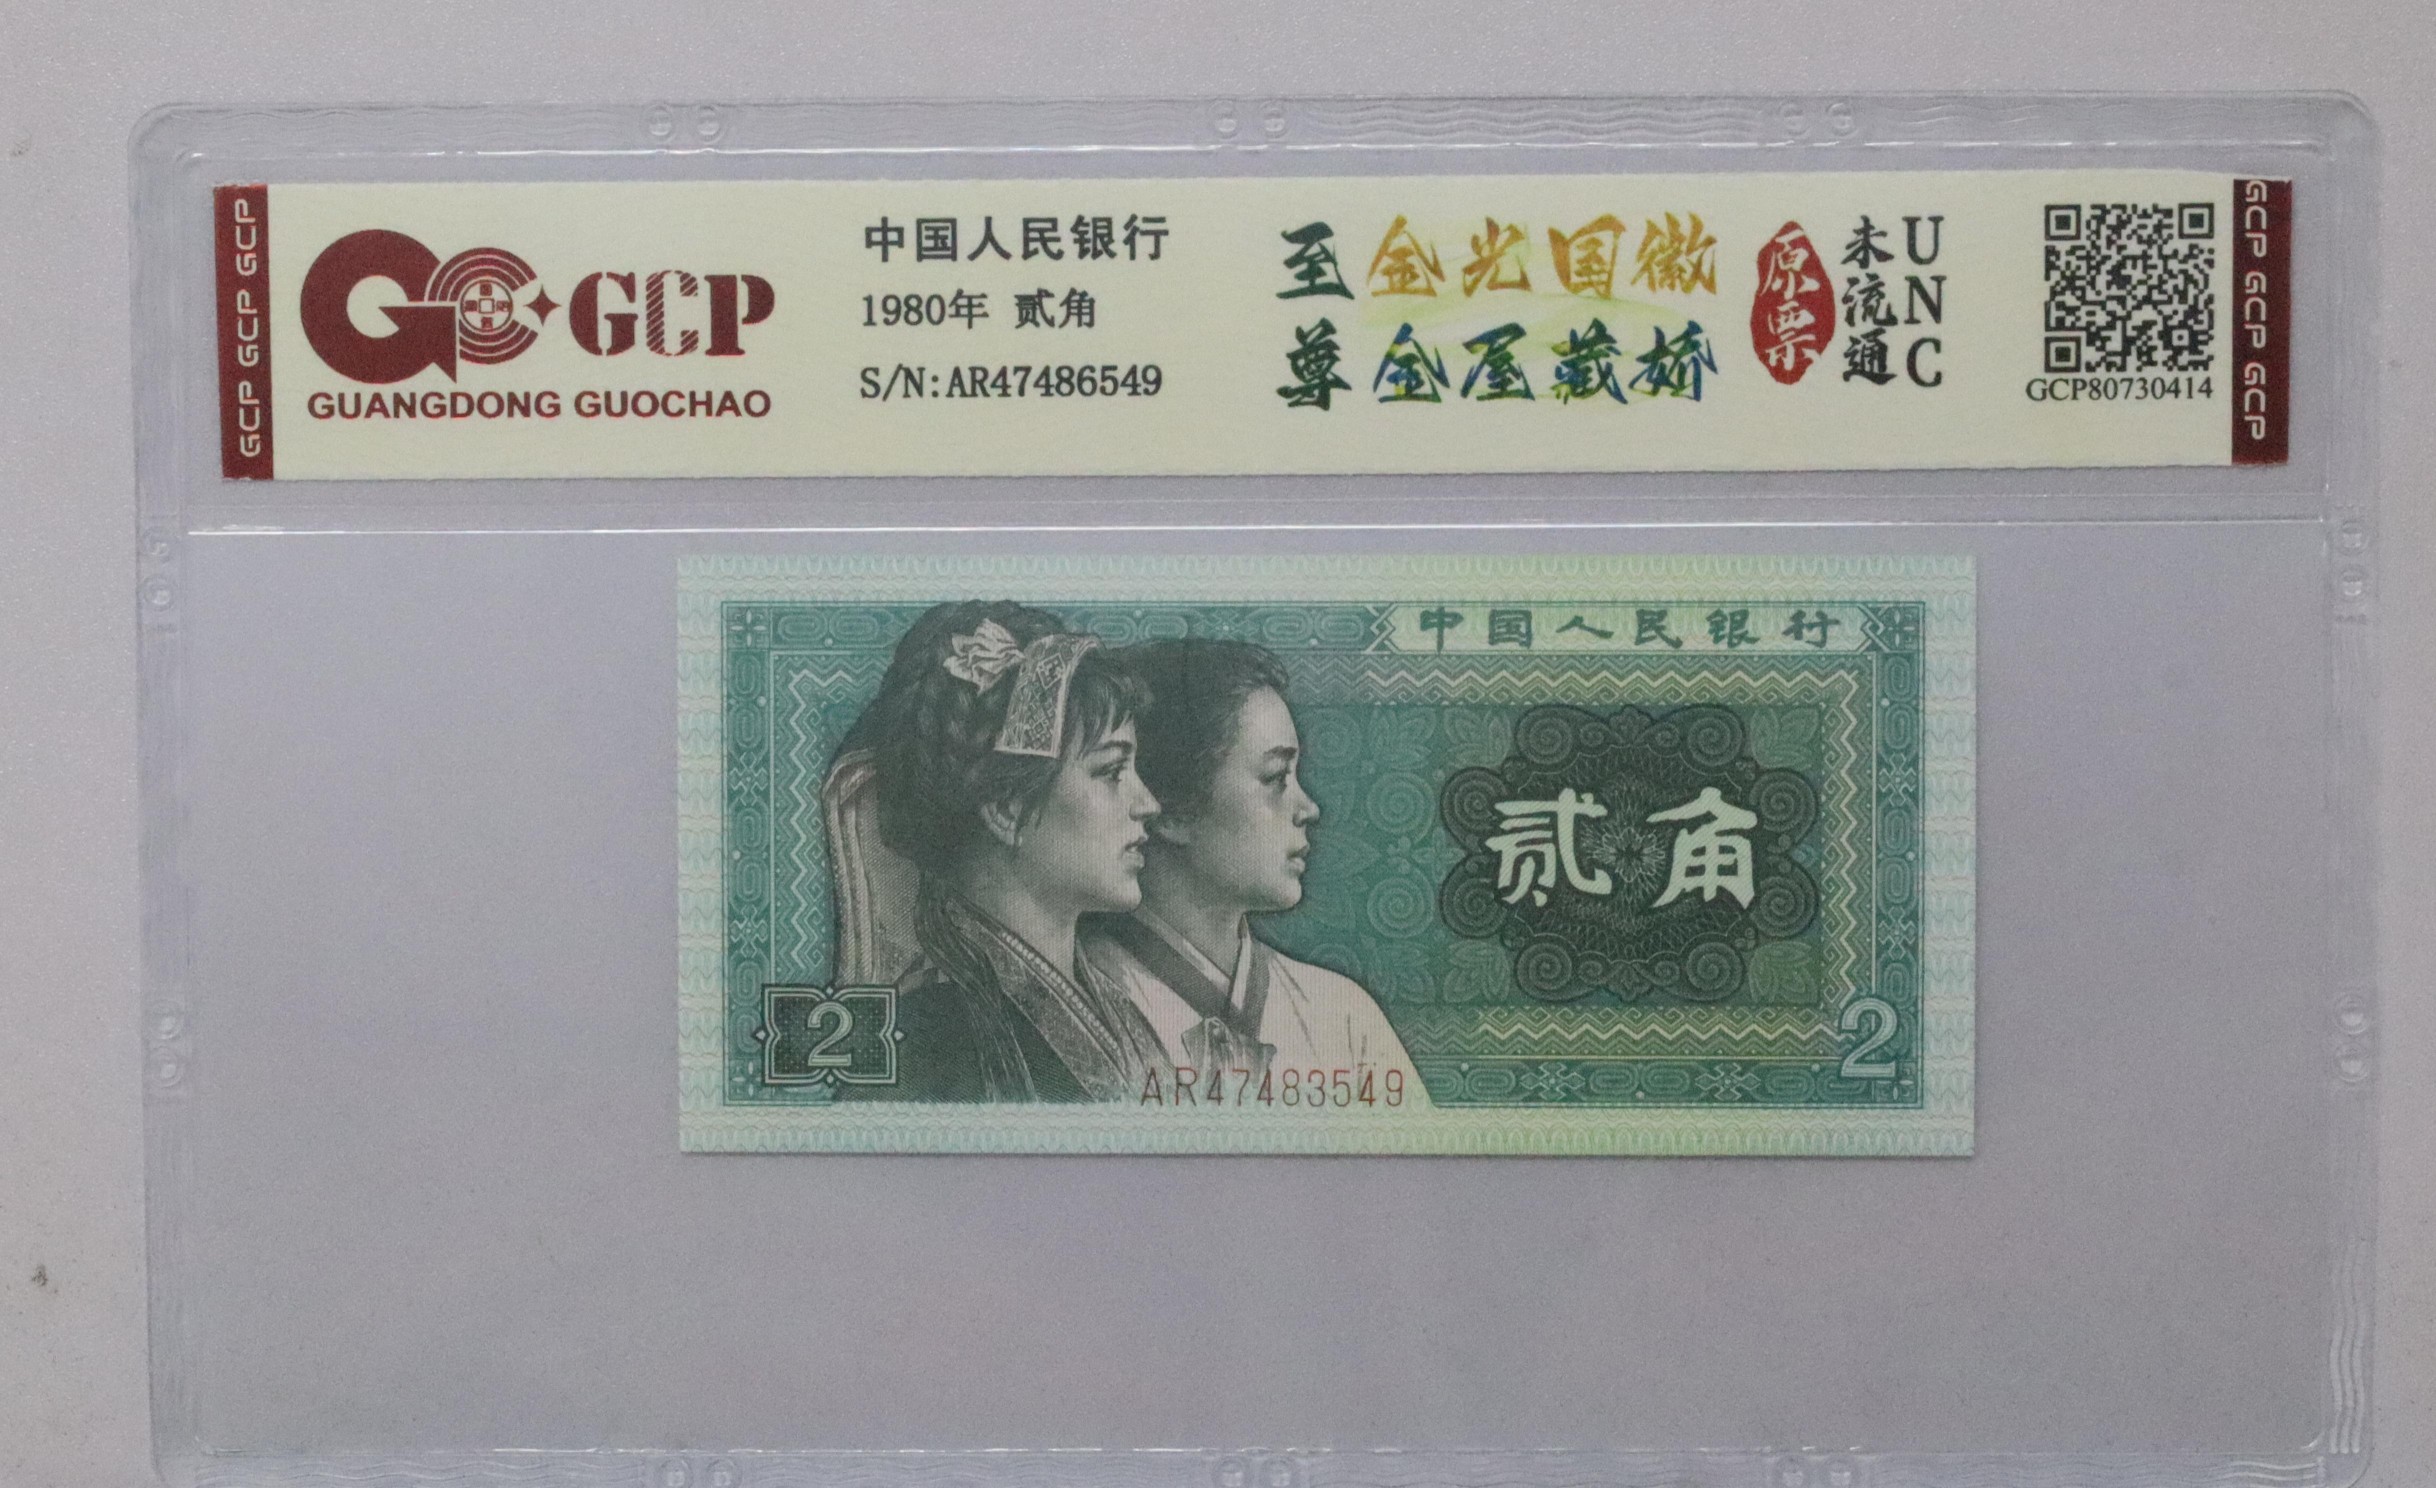 GCP GCP GCP
GCP
GUANGDONG GUOCHAO
中国人民银行
1980年 贰角
S/N:AR47486549
至尊
金光国徽
金屋藏娇
原票
未流通
UNC
GCP80730414
GCP GCP GCP
中国人民银行
贰角
2
2
AR47483549